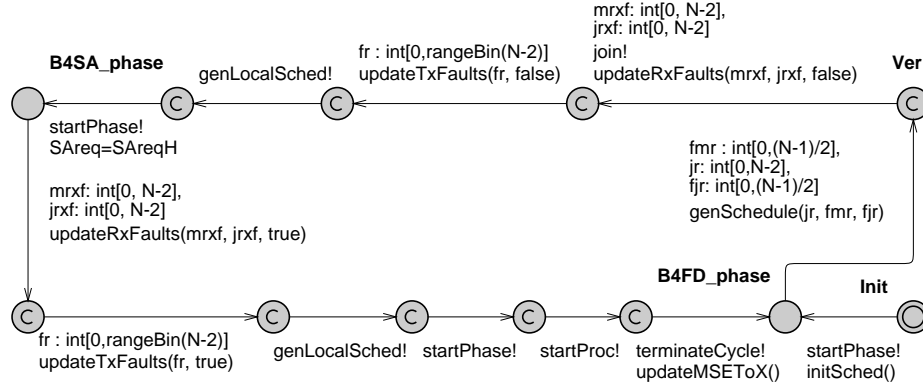 mrxf: int[0, N-2],
jrxf: int[0, N-2]
join!
updateRxFaults(mrxf, jrxf, false)
fr : int[0,rangeBin(N-2)]
updateTxFaults(fr, false)
B4SA_phase
genLocalSched!
Ver
C
C
C
C
startPhase!
SAreq=SAreqH
fmr : int[0,(N-1)/2],
jr: int[0,N-2],
fjr: int[0,(N-1)/2]
genSchedule(jr, fmr, fjr)
mrxf: int[0, N-2],
jrxf: int[0, N-2]
updateRxFaults(mrxf, jrxf, true)
B4FD_phase
Init
C
C
C
C
C
fr : int[0,rangeBin(N-2)]
updateTxFaults(fr, true)
genLocalSched!
startPhase!
startProc!
terminateCycle!
updateMSEToX()
startPhase!
initSched()